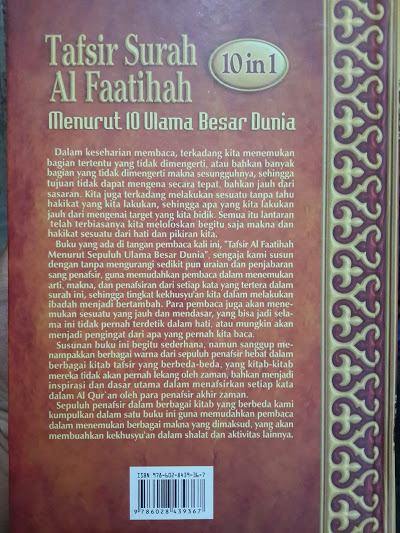 Tafsir Surah
Al Faatihah
10 in 1
Menurut 10 Ulama Besar Dunia
Dalam keseharian membaca, terkadang kita menemukan
bagian tertentu yang tidak dimengerti, atau bahkan banyak
bagian yang tidak dimengerti makna sesungguhnya, sehingga
tujuan tidak dapat mengena secara tepat, bahkan jauh dari
sasaran. Kita juga terkadang melakukan sesuatu tanpa tahu
hakikat yang kita lakukan, sehingga apa yang kita lakukan
jauh dari mengenai target yang kita bidik. Semua itu lantaran
telah terbiasanya kita meloloskan begitu saja makna dan
hakikat sesuatu dari hati dan pikiran kita.
Buku yang ada di tangan pembaca kali ini, "Tafsir Al Faatihah
Menurut Sepuluh Ulama Besar Dunia", sengaja kami susun
dengan tanpa mengurangi sedikit pun uraian dan penjabaran
sang penafsir, guna memudahkan pembaca dalam menemukan
arti, makna, dan penafsiran dari setiap kata yang tertera dalam
surah ini, sehingga tingkat kekhusyu'an kita dalam melakukan
ibadah menjadi bertambah. Para pembaca juga akan mene-
mukan sesuatu yang jauh dan mendasar, yang bisa jadi sela-
ma ini tidak pernah terdetik dalam hati, atau mungkin akan
menjadi pengingat dari apa yang pernah kita baca.
Susunan buku ini begitu sederhana, namun sanggup me-
nampakkan berbagai warna dari sepuluh penafsir hebat dalam
berbagai kitab tafsir yang berbeda-beda, yang kitab-kitab
mereka tidak akan pernah lekang oleh zaman, bahkan menjadi
inspirasi dan dasar utama dalam menafsirkan setiap kata
dalam Al Qur'an oleh para penafsir akhir zaman.
Sepuluh penafsir dalam berbagai kitab yang berbeda kami
kumpulkan dalam satu buku ini guna memudahkan pembaca
dalam menemukan berbagai makna yang dimaksud, yang akan
membuahkan kekhusyu'an dalam shalat dan aktivitas lainnya.
ISBN 978-602-8439-36-7
9786028439367